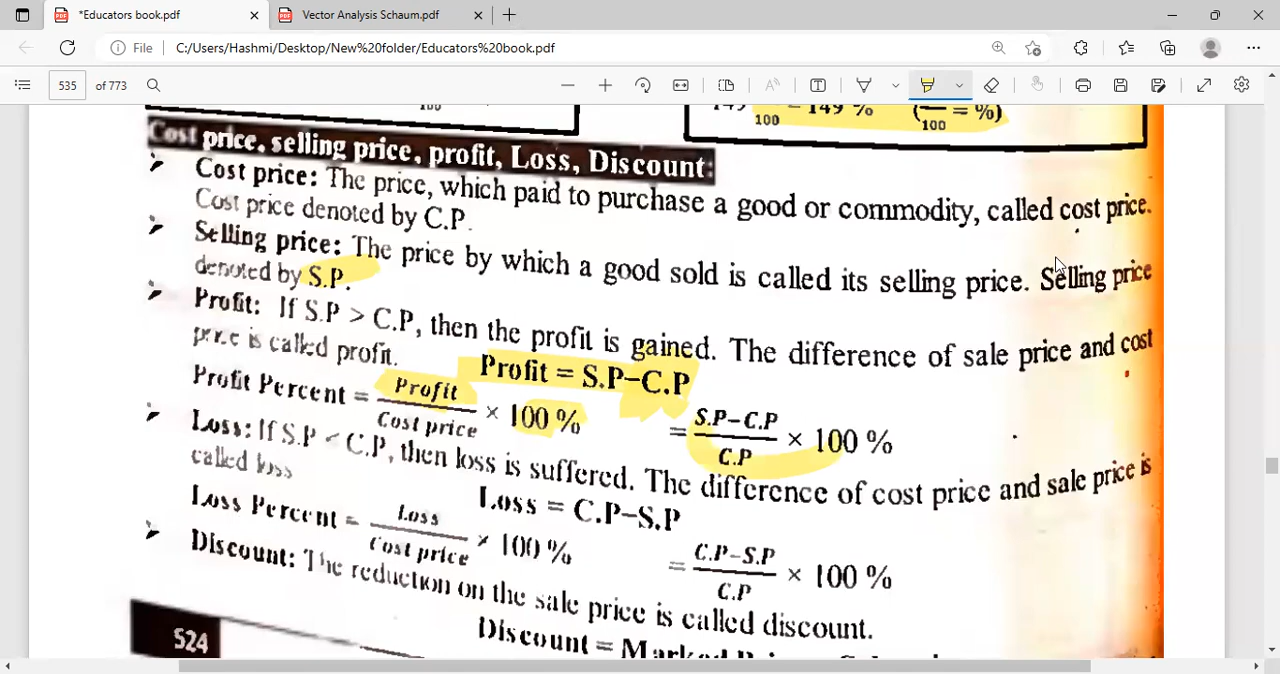 *Educators book.pdf
Vector Analysis Schaum.pdf
File C:/Users/Hashmi/Desktop/New%20folder/Educators%20book.pdf
535 of 773
149 100 = 149 % (100 = %)
Cost price, selling price, profit, Loss, Discount:
Cost price: The price, which paid to purchase a good or commodity, called cost price.
Cost price denoted by C.P.
Selling price: The price by which a good sold is called its selling price. Selling price
denoted by S.P.
Profit: If S.P > C.P, then the profit is gained. The difference of sale price and cost
price is called profit.
Profit = S.P–C.P
Profit Percent = Profit / Cost price × 100 % = S.P–C.P / C.P × 100 %
Loss: If S.P < C.P, then loss is suffered. The difference of cost price and sale price is
called loss
Loss = C.P–S.P
Loss Percent = Loss / Cost price × 100 % = C.P–S.P / C.P × 100 %
Discount: The reduction on the sale price is called discount.
Discount = Marked
524